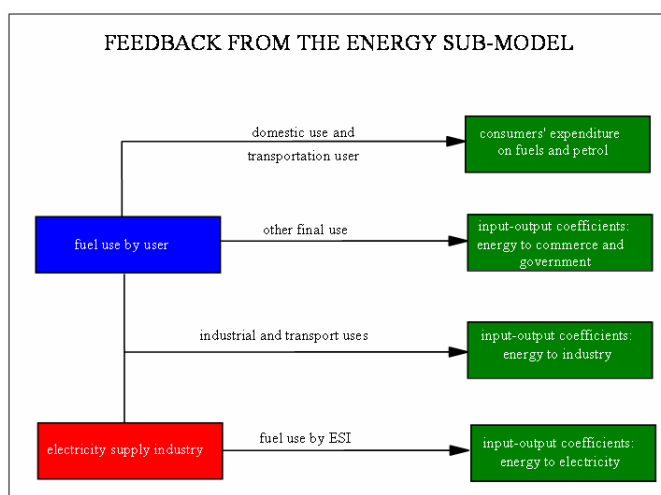 FEEDBACK FROM THE ENERGY SUB-MODEL
domestic use and
transportation user
consumers' expenditure
on fuels and petrol
fuel use by user
other final use
input-output coefficients:
energy to commerce and
government
industrial and transport uses
input-output coefficients:
energy to industry
electricity supply industry
fuel use by ESI
input-output coefficients:
energy to electricity